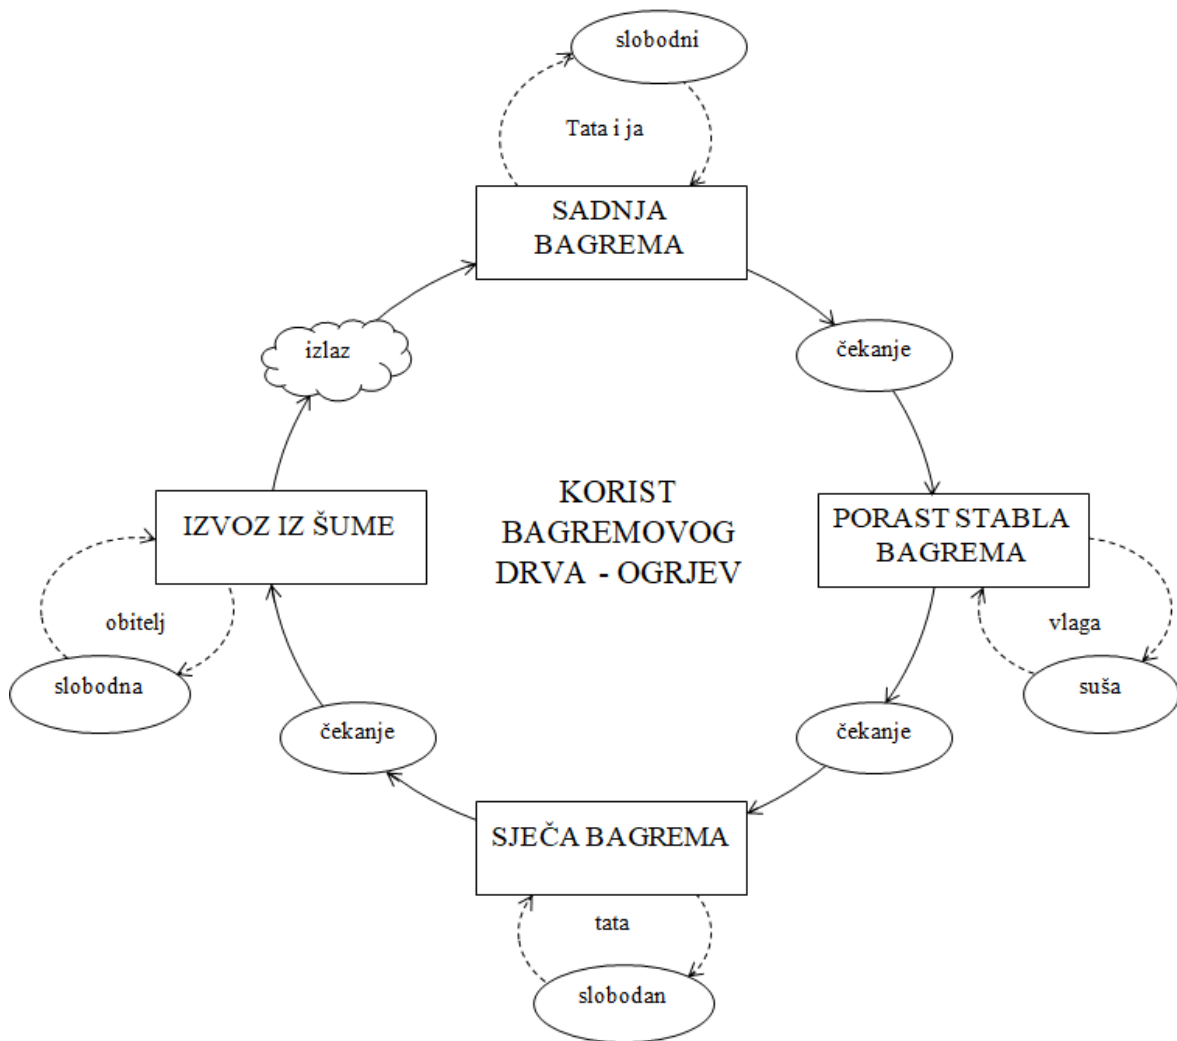 slobodni
Tata i ja
SADNJA
BAGREMA
izlaz
čekanje
KORIST
BAGREMOVOG
DRVA - OGRJEV
IZVOZ IZ ŠUME
PORAST STABLA
BAGREMA
obitelj
vlaga
slobodna
suša
čekanje
čekanje
SJEČA BAGREMA
tata
slobodan